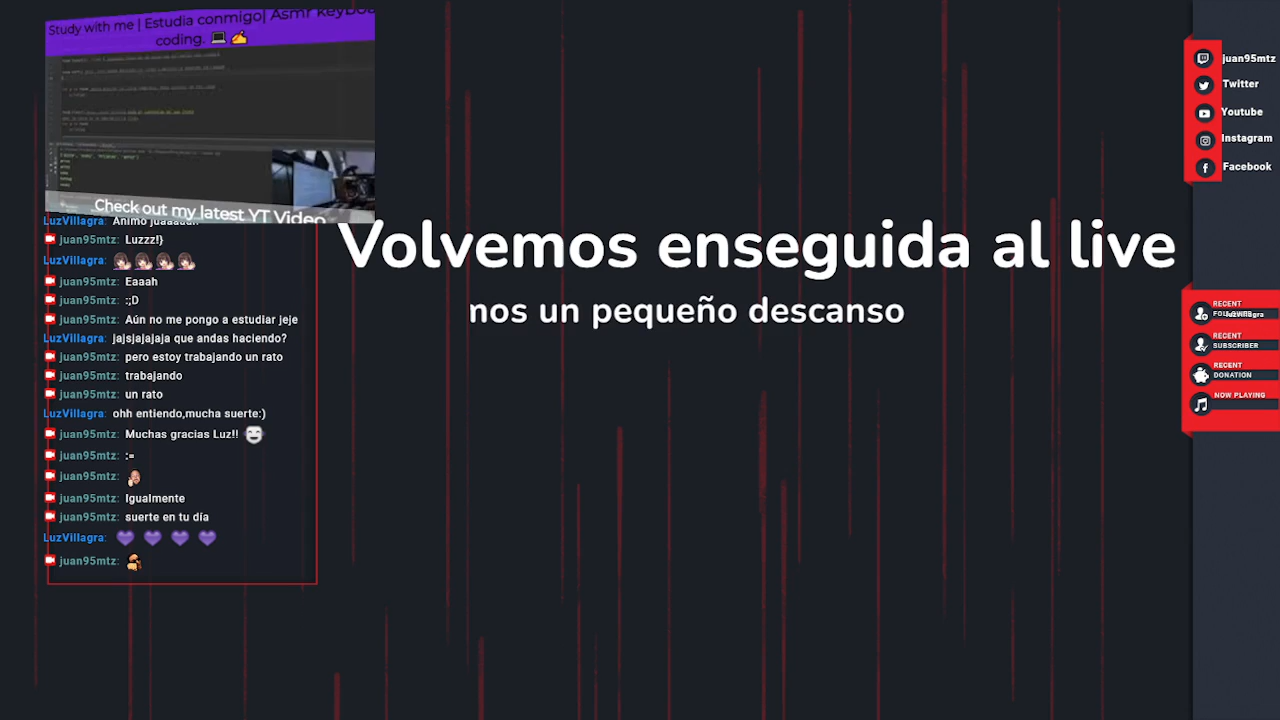 Study with me | Estudia conmigo| Asmr keyboo
coding.
Check out my latest YT Video
LuzVillagra:
juan95mtz: Luzzz!}
LuzVillagra:
juan95mtz: Eaaah
juan95mtz: :;D
juan95mtz: Aún no me pongo a estudiar jeje
LuzVillagra: jajsjajajaja que andas haciendo?
juan95mtz: pero estoy trabajando un rato
juan95mtz: trabajando
juan95mtz: un rato
LuzVillagra: ohh entiendo,mucha suerte:)
juan95mtz: Muchas gracias Luz!!
juan95mtz: :=
juan95mtz:
juan95mtz: Igualmente
juan95mtz: suerte en tu día
LuzVillagra:
juan95mtz:
Volvemos enseguida al live
nos un pequeño descanso
juan95mtz
Twitter
Youtube
Instagram
Facebook
RECENT
RECENT
SUBSCRIBER
RECENT
DONATION
NOW PLAYING